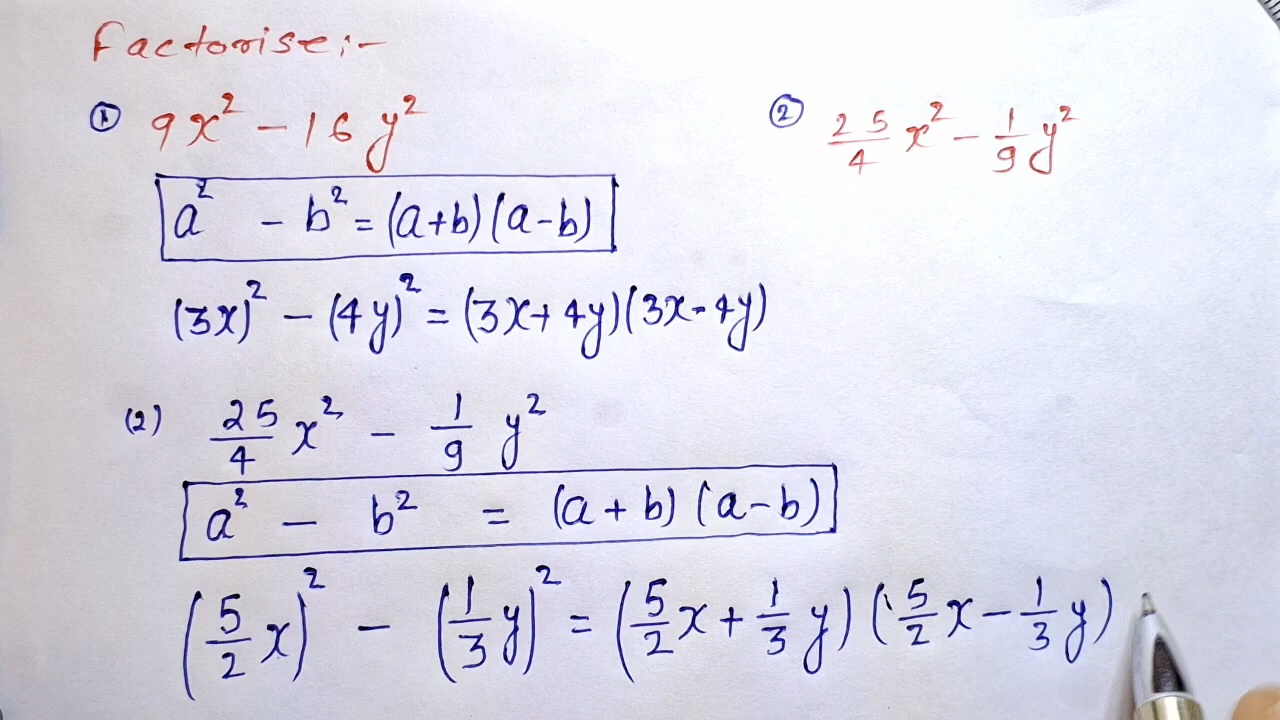 Factorise:-
① 9x² - 16y² ② 25/4 x² - 1/9 y²
a² - b² = (a+b)(a-b)
(3x)² - (4y)² = (3x+4y)(3x-4y)
(2) 25/4 x² - 1/9 y²
a² - b² = (a+b)(a-b)
(5/2 x)² - (1/3 y)² = (5/2 x + 1/3 y)(5/2 x - 1/3 y)